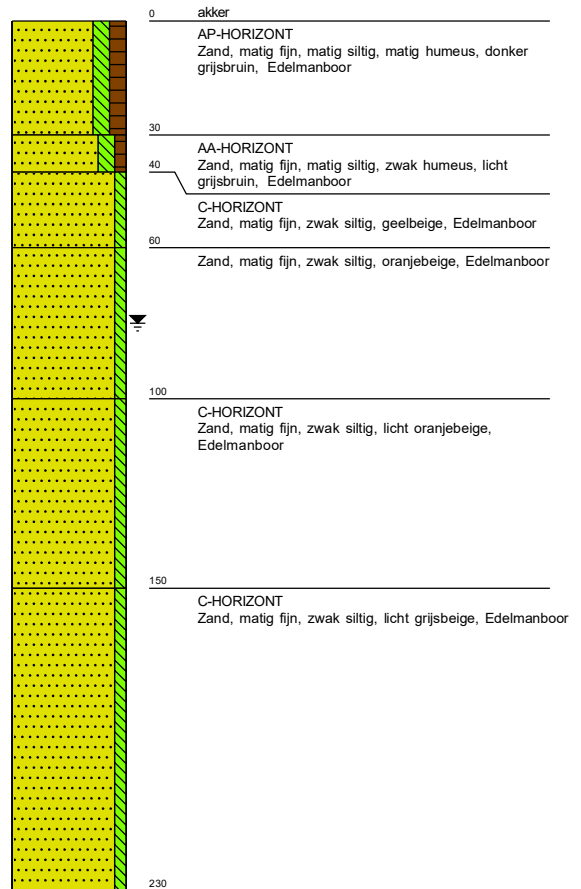 0 akker
AP-HORIZONT
Zand, matig fijn, matig siltig, matig humeus, donker
grijsbruin, Edelmanboor
30
AA-HORIZONT
Zand, matig fijn, matig siltig, zwak humeus, licht
grijsbruin, Edelmanboor
40
C-HORIZONT
Zand, matig fijn, zwak siltig, geelbeige, Edelmanboor
60
Zand, matig fijn, zwak siltig, oranjebeige, Edelmanboor
100
C-HORIZONT
Zand, matig fijn, zwak siltig, licht oranjebeige,
Edelmanboor
150
C-HORIZONT
Zand, matig fijn, zwak siltig, licht grijsbeige, Edelmanboor
230